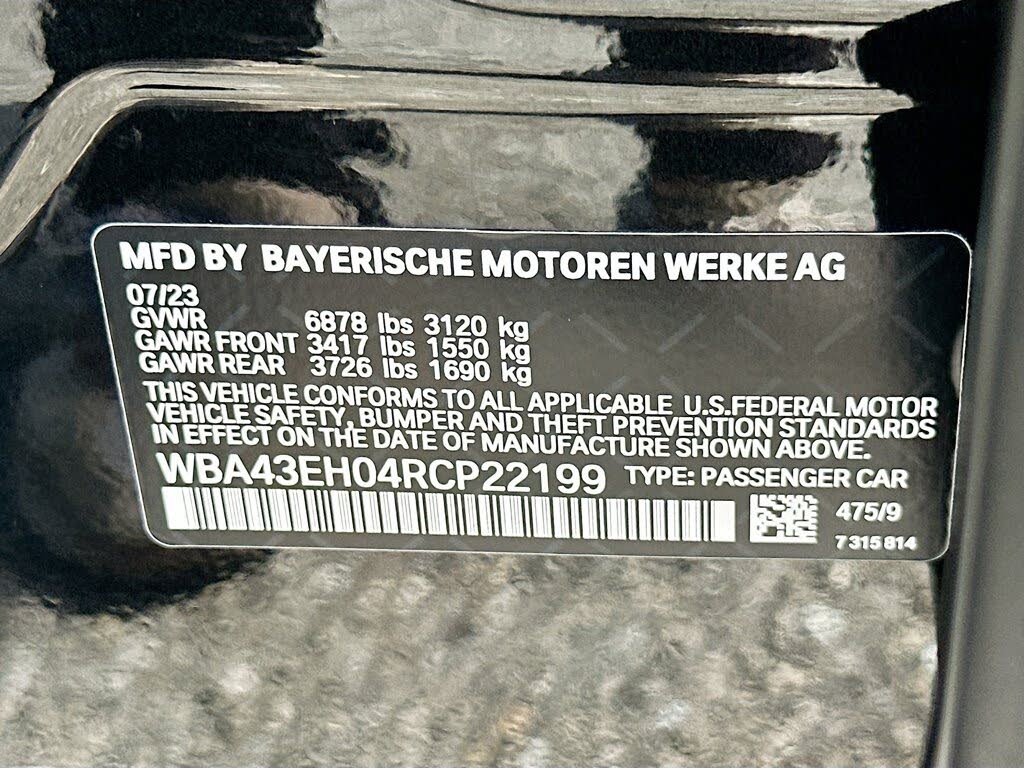 MFD BY BAYERISCHE MOTOREN WERKE AG
07/23
GVWR 6878 lbs 3120 kg
GAWR FRONT 3417 lbs 1550 kg
GAWR REAR 3726 lbs 1690 kg
THIS VEHICLE CONFORMS TO ALL APPLICABLE U.S.FEDERAL MOTOR
VEHICLE SAFETY, BUMPER AND THEFT PREVENTION STANDARDS
IN EFFECT ON THE DATE OF MANUFACTURE SHOWN ABOVE.
WBA43EH04RCP22199 TYPE: PASSENGER CAR
475/9
7 315 814